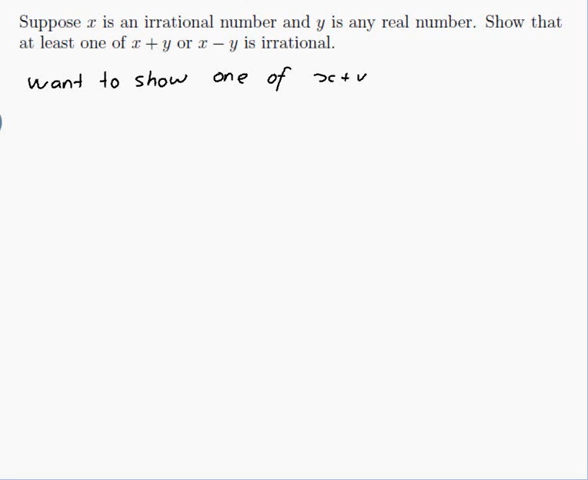 Suppose x is an irrational number and y is any real number. Show that
at least one of x + y or x − y is irrational.
want to show one of x + v